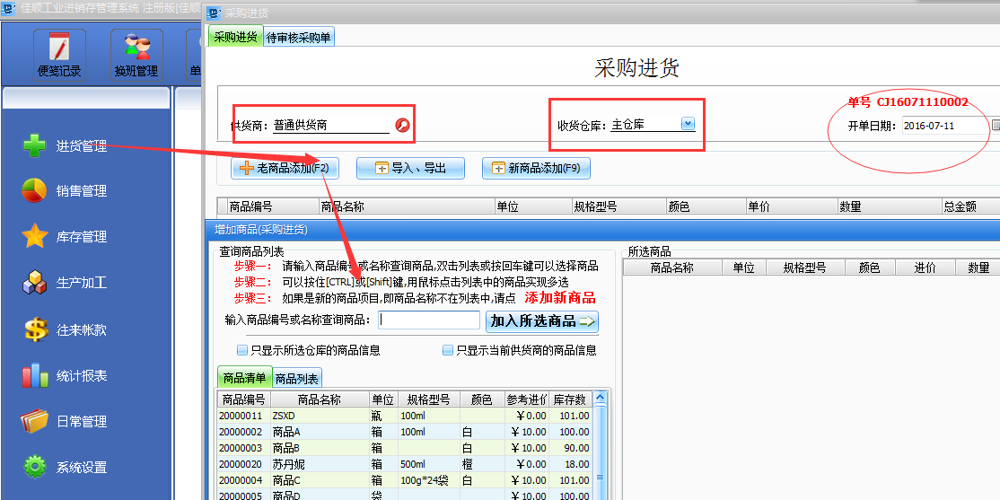 佳顺工业进销存管理系统 注册版[佳顺
采购进货
便笺记录 换班管理 单
采购进货 待审核采购单
采购进货
单号 CJ16071110002
供货商: 普通供货商 收货仓库: 主仓库 开单日期: 2016-07-11
进货管理
销售管理
库存管理
生产加工
往来帐款
统计报表
日常管理
系统设置
老商品添加(F2) 导入、导出 新商品添加(F9)
商品编号 商品名称 单位 规格型号 颜色 单价 数量 总金额
增加商品(采购进货)
查询商品列表
步骤一: 请输入商品编号或名称查询商品,双击列表或按回车键可以选择商品
步骤二: 可以按住[CTRL]或[Shift]键,用鼠标点击列表中的商品实现多选
步骤三: 如果是新的商品项目,即商品名称不在列表中,请点 添加新商品
输入商品编号或名称查询商品: 加入所选商品
只显示所选仓库的商品信息 只显示当前供货商的商品信息
商品清单 商品列表
商品编号 商品名称 单位 规格型号 颜色 参考进价 库存数
20000011 ZSXD 瓶 100ml ￥0.00 101.00
20000002 商品A 箱 100ml 白 ￥10.00 100.00
20000003 商品B 箱 白 ￥10.00 90.00
20000020 苏丹妮 箱 500ml 橙 ￥0.00 18.00
20000004 商品C 箱 100g*24袋 白 ￥10.00 101.00
20000005 商品D 袋 ￥10.00 100.00
所选商品
商品名称 单位 规格型号 颜色 进价 数量